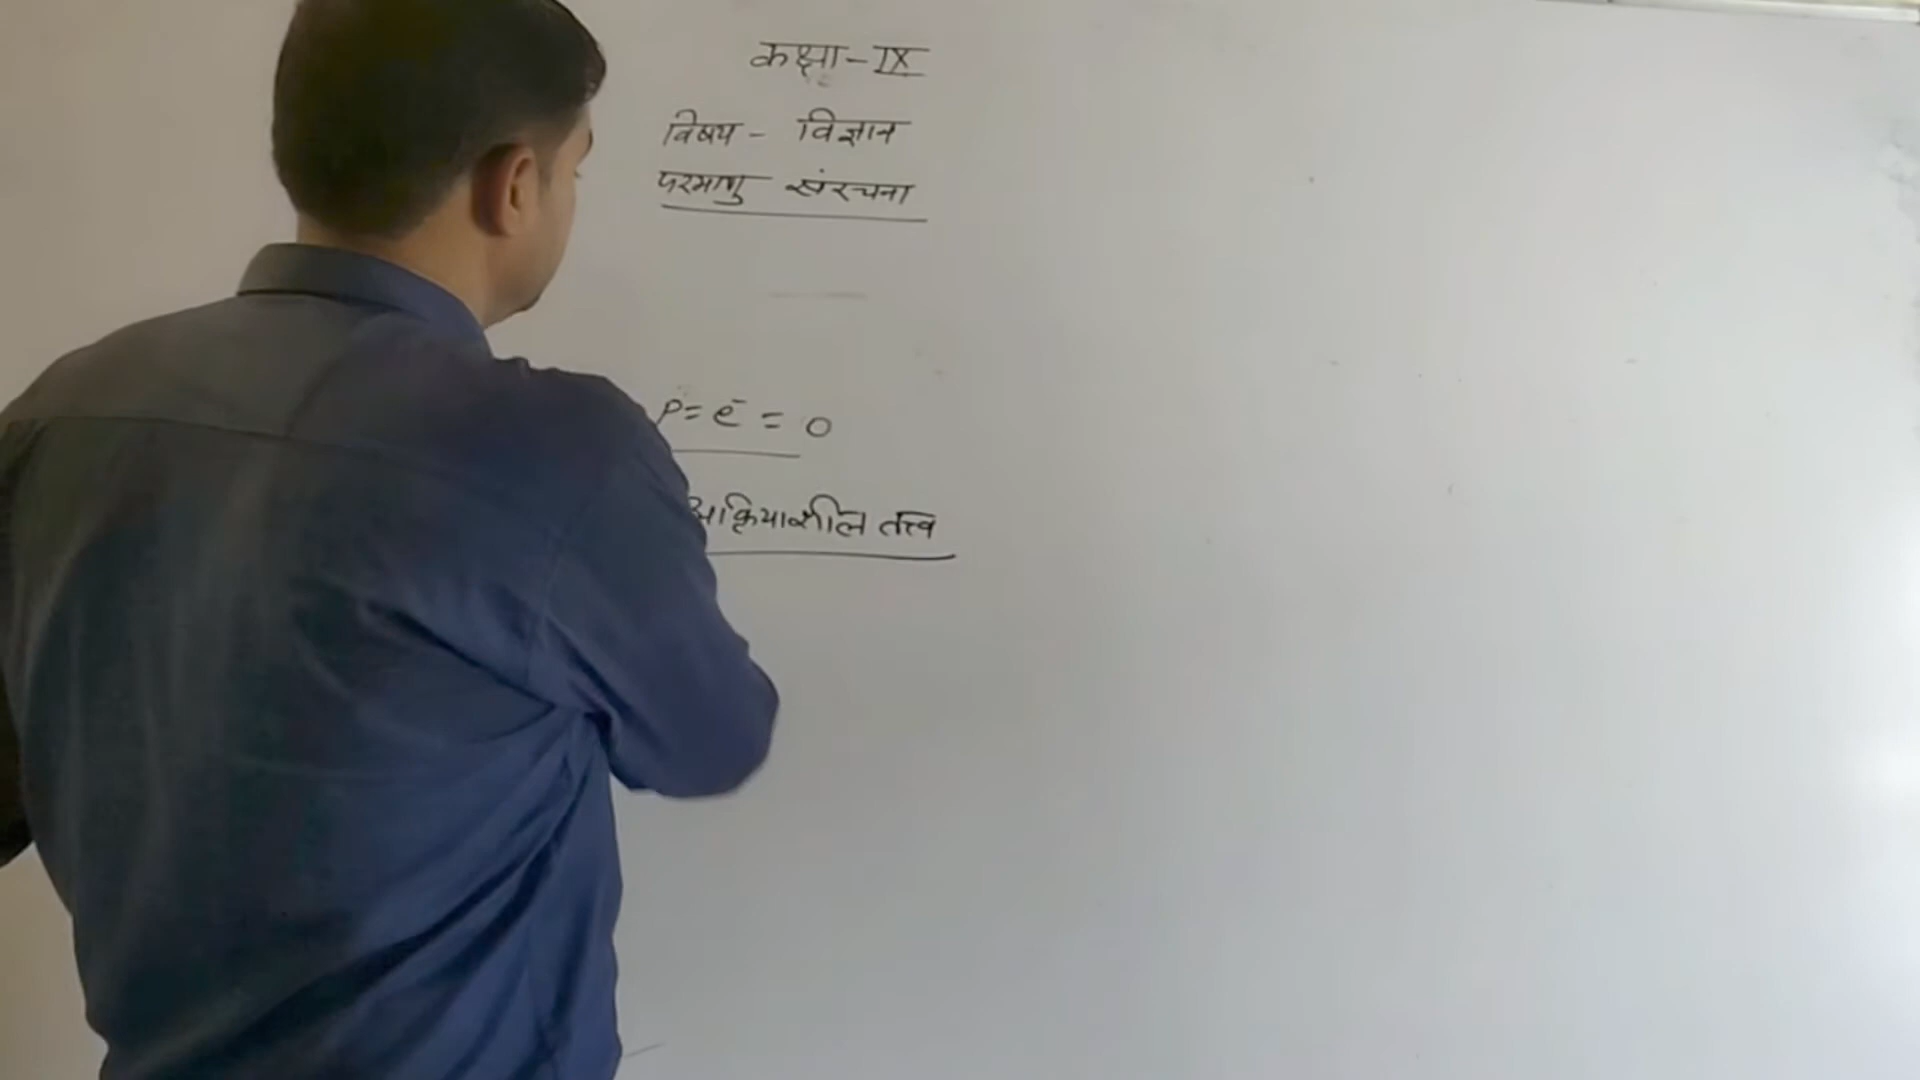 कक्षा - IX
विषय - विज्ञान
परमाणु संरचना
P = e⁻ = 0
अक्रियाशील तत्त्व